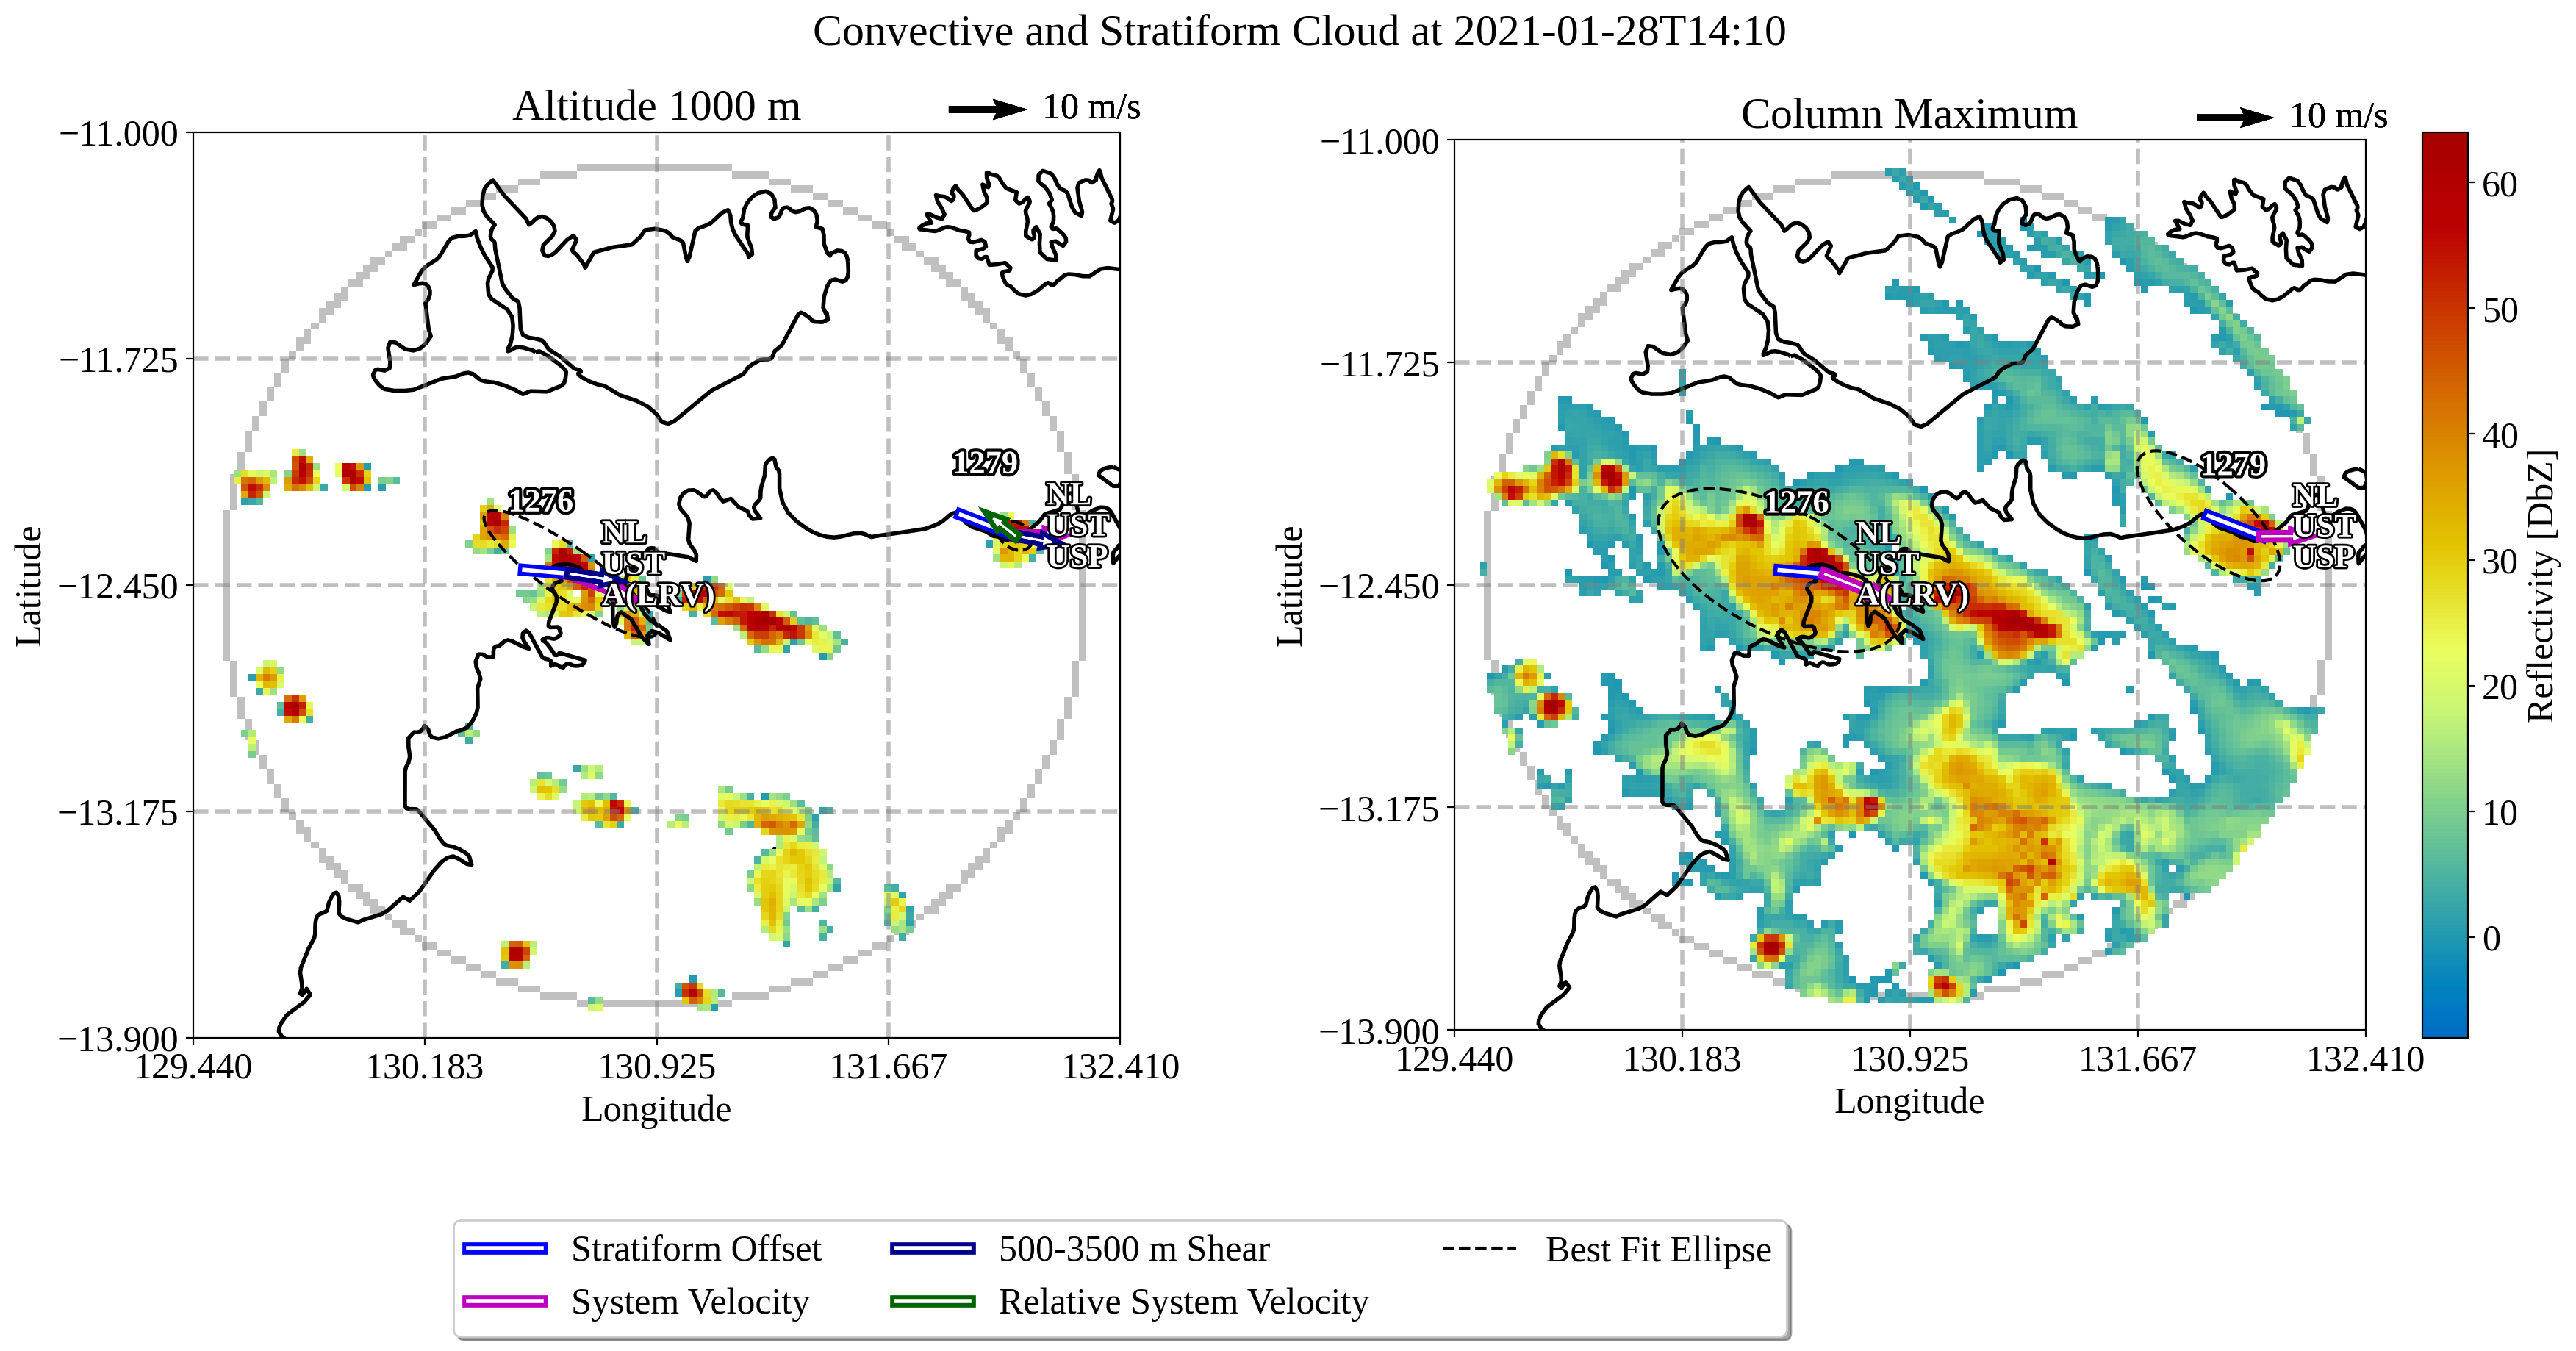 Convective and Stratiform Cloud at 2021-01-28T14:10
Altitude 1000 m
10 m/s
−11.000
−11.725
−12.450
−13.175
−13.900
Latitude
129.440
130.183
130.925
131.667
132.410
Longitude
1276
NL
UST
A(LRV)
1279
NL
UST
USP
Column Maximum
10 m/s
−11.000
−11.725
−12.450
−13.175
−13.900
Latitude
129.440
130.183
130.925
131.667
132.410
Longitude
1276
NL
UST
A(LRV)
1279
NL
UST
USP
60
50
40
30
20
10
0
Reflectivity [DbZ]
Stratiform Offset
System Velocity
500-3500 m Shear
Relative System Velocity
Best Fit Ellipse